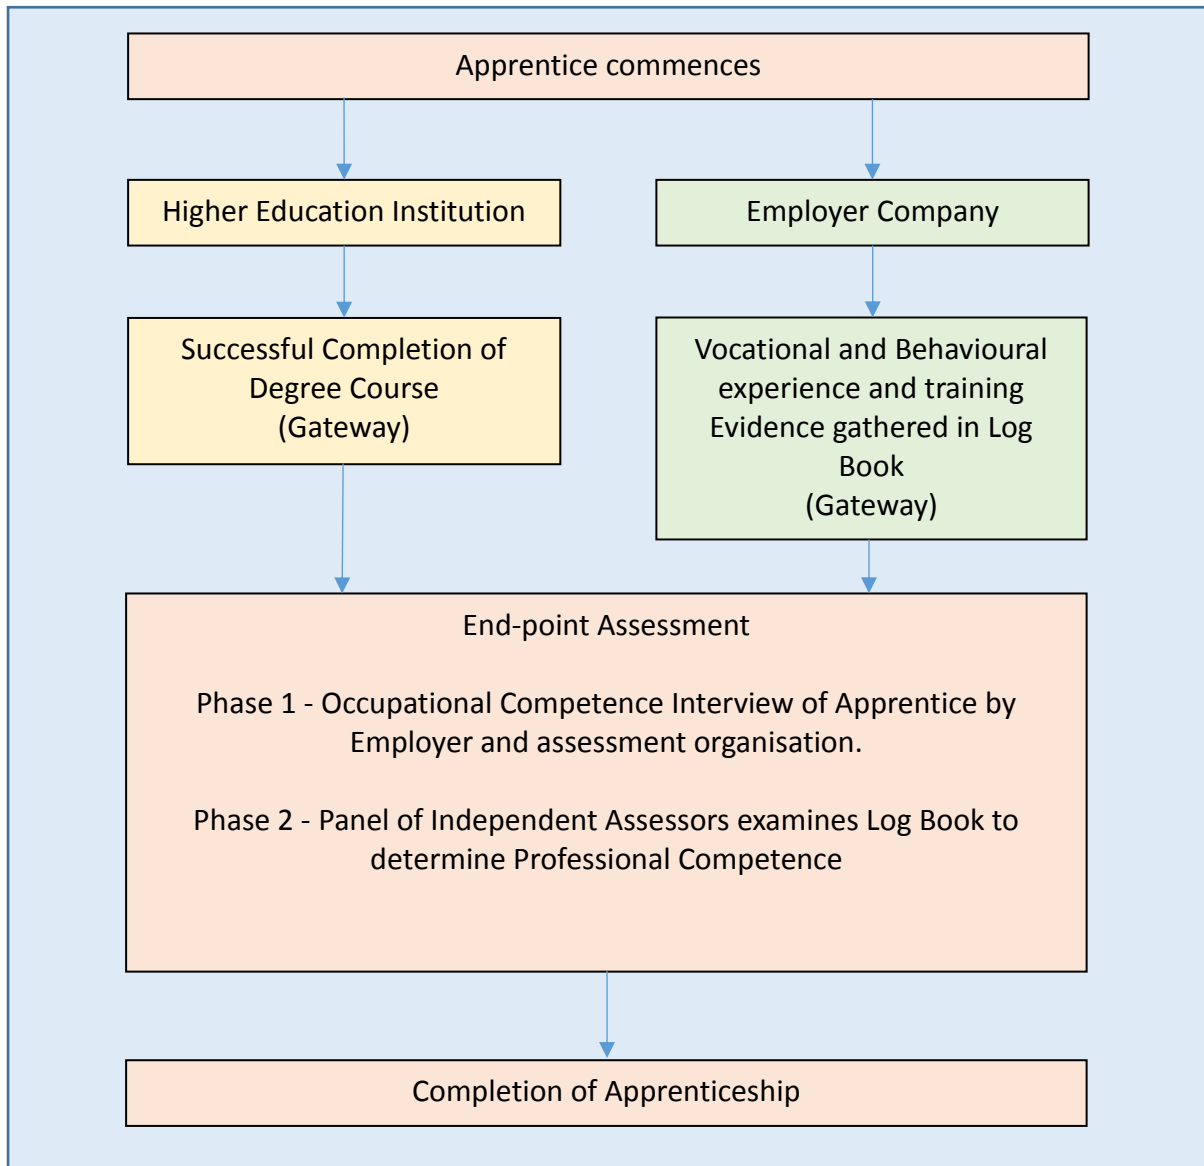 Apprentice commences
Higher Education Institution
Employer Company
Successful Completion of
Degree Course
(Gateway)
Vocational and Behavioural
experience and training
Evidence gathered in Log
Book
(Gateway)
End-point Assessment
Phase 1 - Occupational Competence Interview of Apprentice by
Employer and assessment organisation.
Phase 2 - Panel of Independent Assessors examines Log Book to
determine Professional Competence
Completion of Apprenticeship